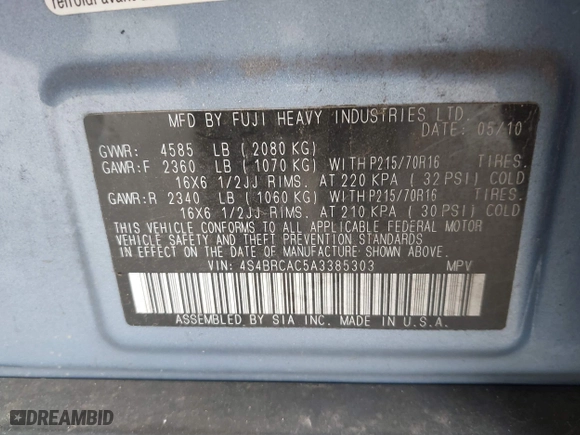 MFD BY FUJI HEAVY INDUSTRIES LTD.
DATE: 05/10
GVWR: 4585 LB (2080 KG)
GAWR:F 2360 LB (1070 KG) WITH P215/70R16 TIRES.
16X6 1/2JJ RIMS. AT 220 KPA (32 PSI) COLD
GAWR:R 2340 LB (1060 KG) WITH P215/70R16 TIRES.
16X6 1/2JJ RIMS. AT 210 KPA (30 PSI) COLD
THIS VEHICLE CONFORMS TO ALL APPLICABLE FEDERAL MOTOR
VEHICLE SAFETY AND THEFT PREVENTION STANDARDS
IN EFFECT ON THE DATE OF MANUFACTURE SHOWN ABOVE.
VIN: 4S4BRCAC5A3385303 MPV
ASSEMBLED BY SIA INC. MADE IN U.S.A.
DREAMBID